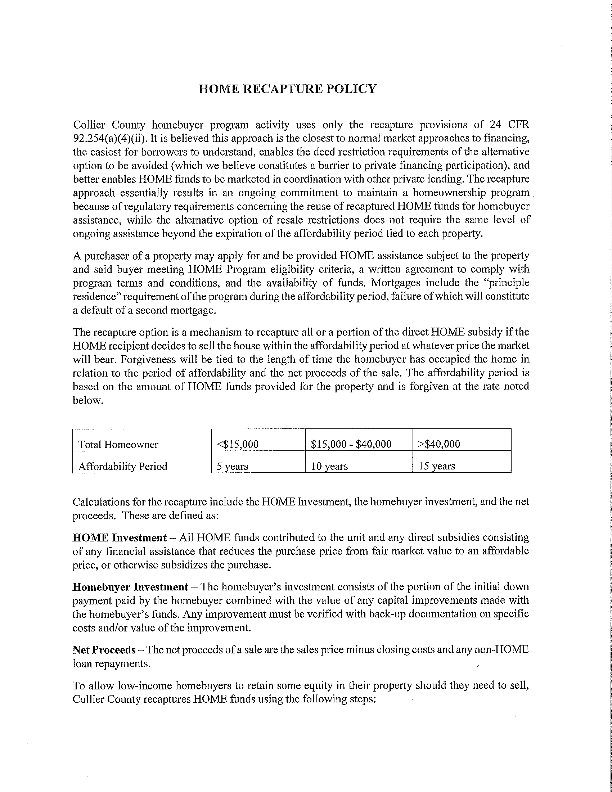 HOME RECAPTURE POLICY
Collier County homebuyer program activity uses only the recapture provisions of 24 CFR
92.254(a)(4)(ii). It is believed this approach is the closest to normal market approaches to financing,
the easiest for borrowers to understand, enables the deed restriction requirements of the alternative
option to be avoided (which we believe constitutes a barrier to private financing participation), and
better enables HOME funds to be marketed in coordination with other private lending. The recapture
approach essentially results in an ongoing commitment to maintain a homeownership program
because of regulatory requirements concerning the reuse of recaptured HOME funds for homebuyer
assistance, while the alternative option of resale restrictions does not require the same level of
ongoing assistance beyond the expiration of the affordability period tied to each property.
A purchaser of a property may apply for and be provided HOME assistance subject to the property
and said buyer meeting HOME Program eligibility criteria, a written agreement to comply with
program terms and conditions, and the availability of funds. Mortgages include the “principle
residence” requirement of the program during the affordability period, failure of which will constitute
a default of a second mortgage.
The recapture option is a mechanism to recapture all or a portion of the direct HOME subsidy if the
HOME recipient decides to sell the house within the affordability period at whatever price the market
will bear. Forgiveness will be tied to the length of time the homebuyer has occupied the home in
relation to the period of affordability and the net proceeds of the sale. The affordability period is
based on the amount of HOME funds provided for the property and is forgiven at the rate noted
below.
Total Homeowner <$15,000 $15,000 - $40,000 >$40,000
Affordability Period 5 years 10 years 15 years
Calculations for the recapture include the HOME Investment, the homebuyer investment, and the net
proceeds. These are defined as:
HOME Investment – All HOME funds contributed to the unit and any direct subsidies consisting
of any financial assistance that reduces the purchase price from fair market value to an affordable
price, or otherwise subsidizes the purchase.
Homebuyer Investment – The homebuyer's investment consists of the portion of the initial down
payment paid by the homebuyer combined with the value of any capital improvements made with
the homebuyer's funds. Any improvement must be verified with back-up documentation on specific
costs and/or value of the improvement.
Net Proceeds – The net proceeds of a sale are the sales price minus closing costs and any non-HOME
loan repayments.
To allow low-income homebuyers to retain some equity in their property should they need to sell,
Collier County recaptures HOME funds using the following steps: